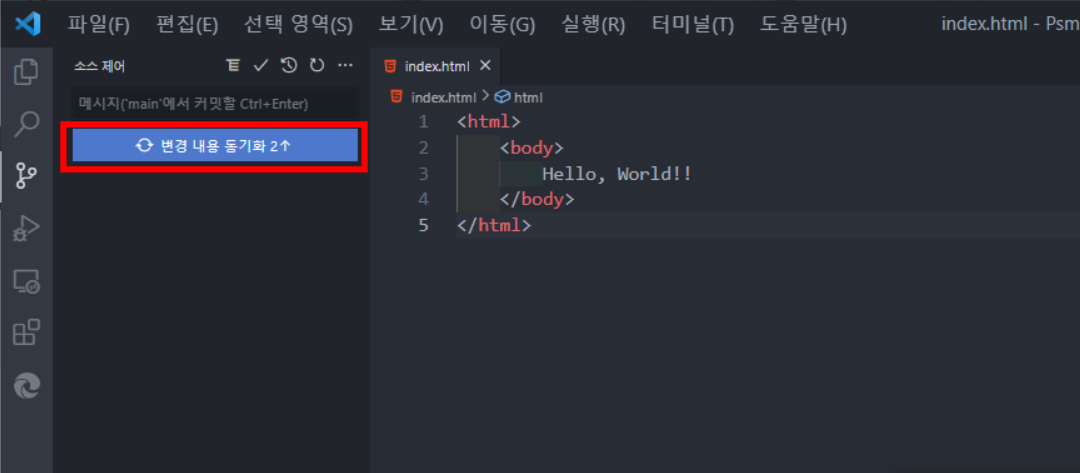 파일(F) 편집(E) 선택 영역(S) 보기(V) 이동(G) 실행(R) 터미널(T) 도움말(H) index.html - Psm
소스 제어
index.html
메시지('main'에서 커밋할 Ctrl+Enter)
변경 내용 동기화 2↑
index.html > html
1 <html>
2 <body>
3 Hello, World!!
4 </body>
5 </html>